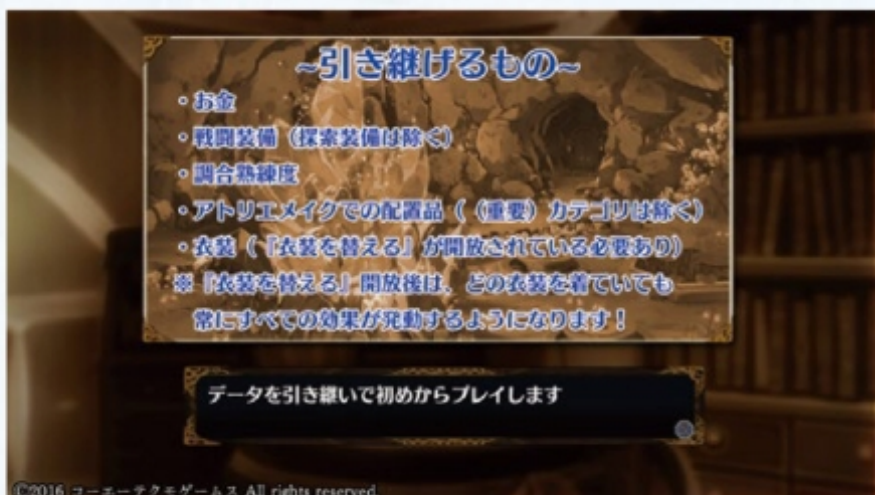 ~引き継げるもの~
・お金
・戦闘装備（探索装備は除く）
・調合熟練度
・アトリエメイクでの配置品（（重要）カテゴリは除く）
・衣装（『衣装を替える』が開放されている必要あり）
※『衣装を替える』開放後は、どの衣装を着ていても
常にすべての効果が発動するようになります！
データを引き継いで初めからプレイします
©2016 コーエーテクモゲームス All rights reserved.